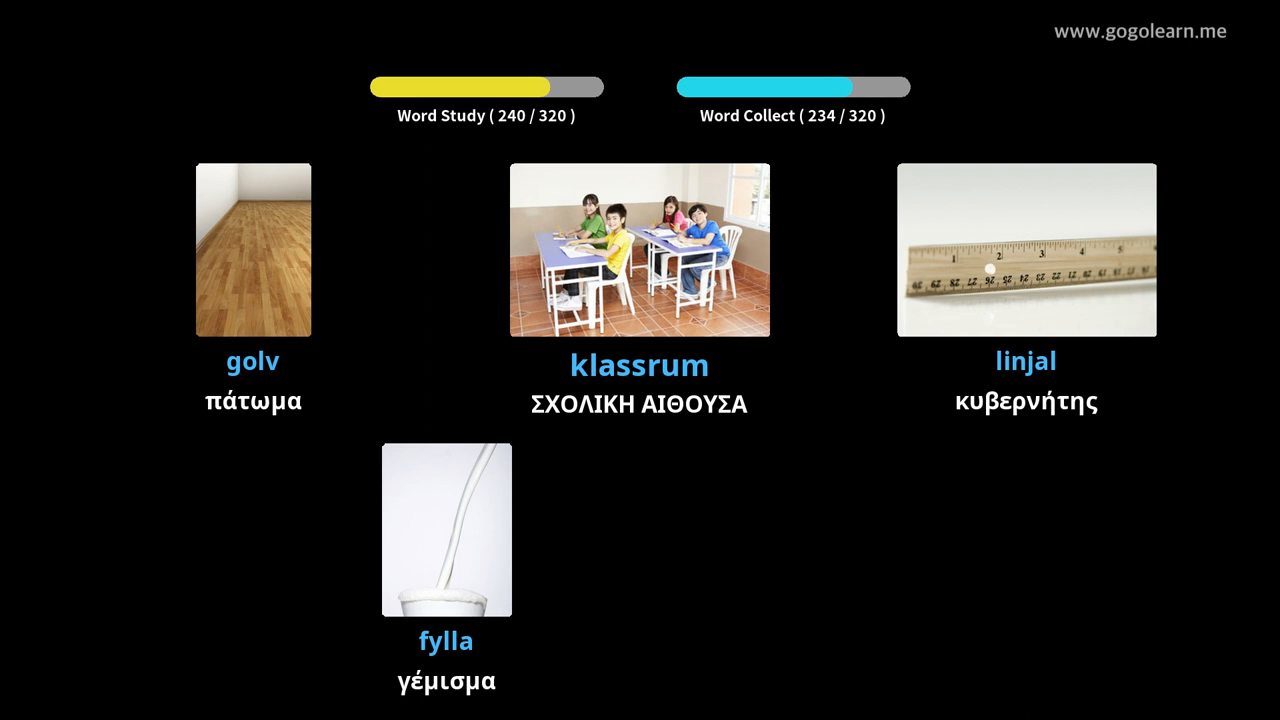 www.gogolearn.me
Word Study ( 240 / 320 )
Word Collect ( 234 / 320 )
golv
klassrum
linjal
πάτωμα
ΣΧΟΛΙΚΗ ΑΙΘΟΥΣΑ
κυβερνήτης
fylla
γέμισμα